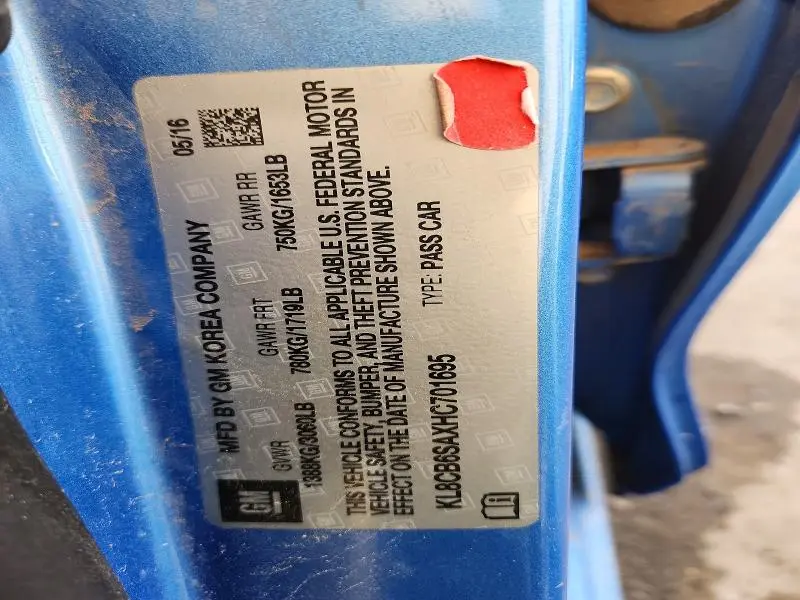 GM
MFD BY GM KOREA COMPANY 05/16
GVWR GAWR FRT GAWR RR
1388KG/3060LB 780KG/1719LB 750KG/1653LB
THIS VEHICLE CONFORMS TO ALL APPLICABLE U.S. FEDERAL MOTOR
VEHICLE SAFETY, BUMPER, AND THEFT PREVENTION STANDARDS IN
EFFECT ON THE DATE OF MANUFACTURE SHOWN ABOVE.
KL8CB6SAXHC701695 TYPE: PASS CAR